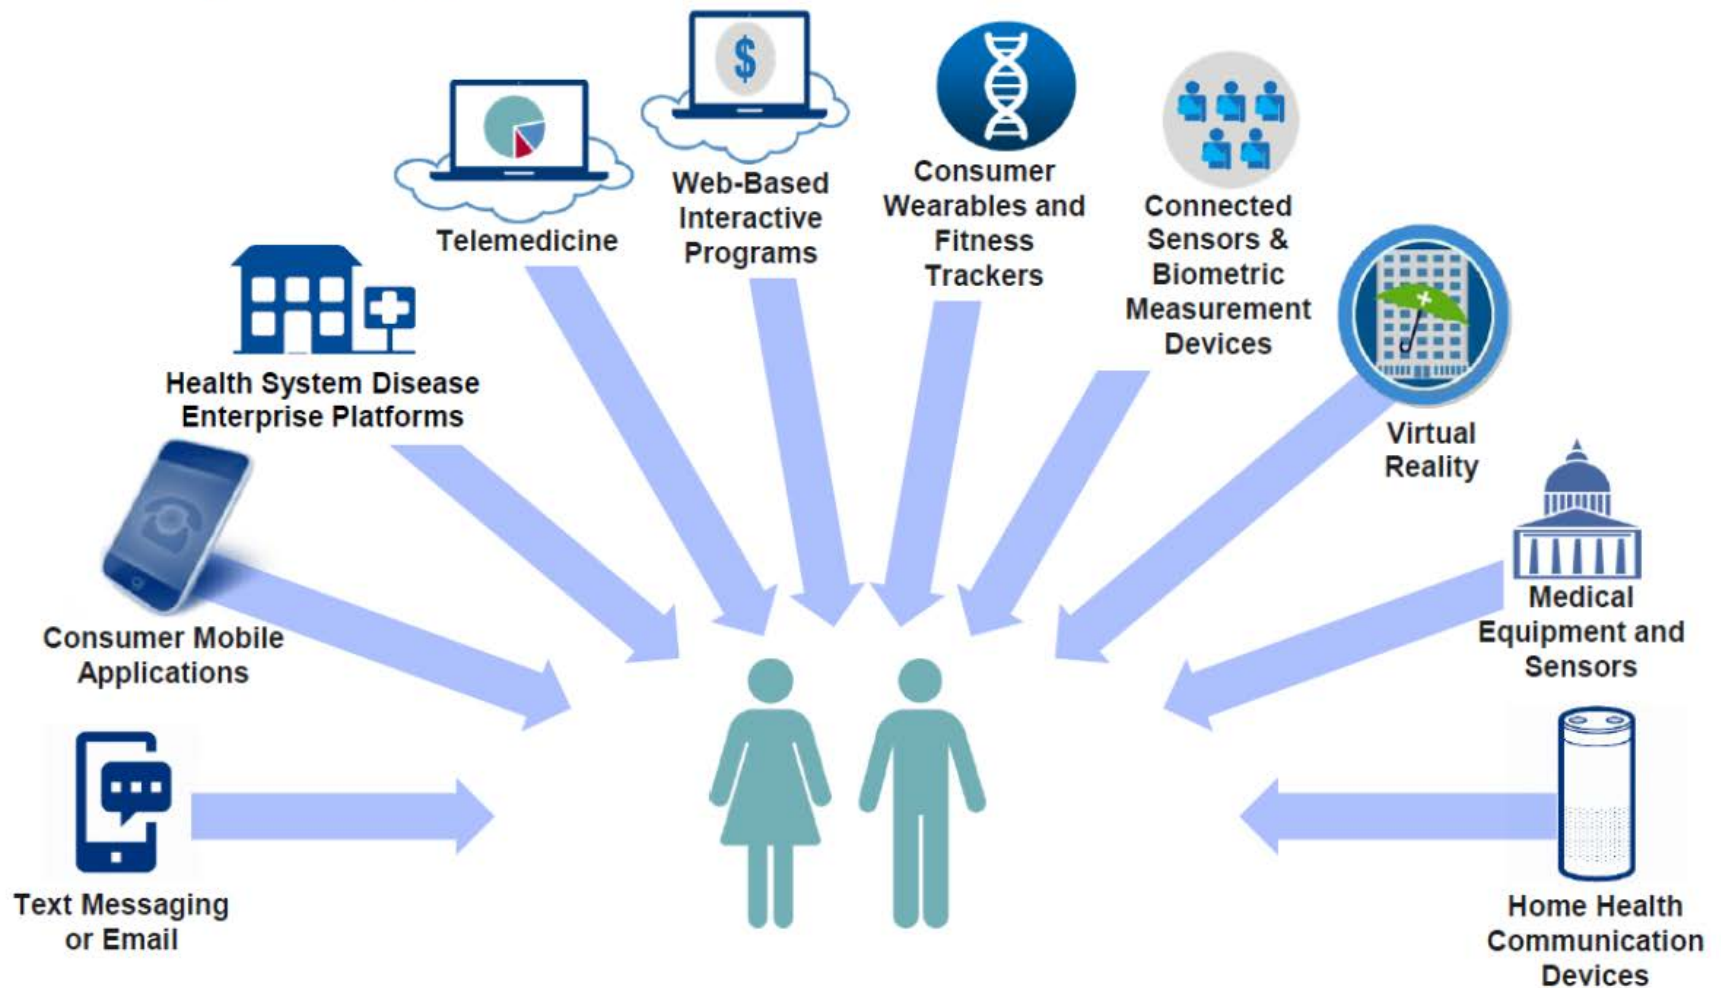 Text Messaging
or Email
Consumer Mobile
Applications
Health System Disease
Enterprise Platforms
Telemedicine
$
Web-Based
Interactive
Programs
Consumer
Wearables and
Fitness
Trackers
Connected
Sensors &
Biometric
Measurement
Devices
Virtual
Reality
Medical
Equipment and
Sensors
Home Health
Communication
Devices